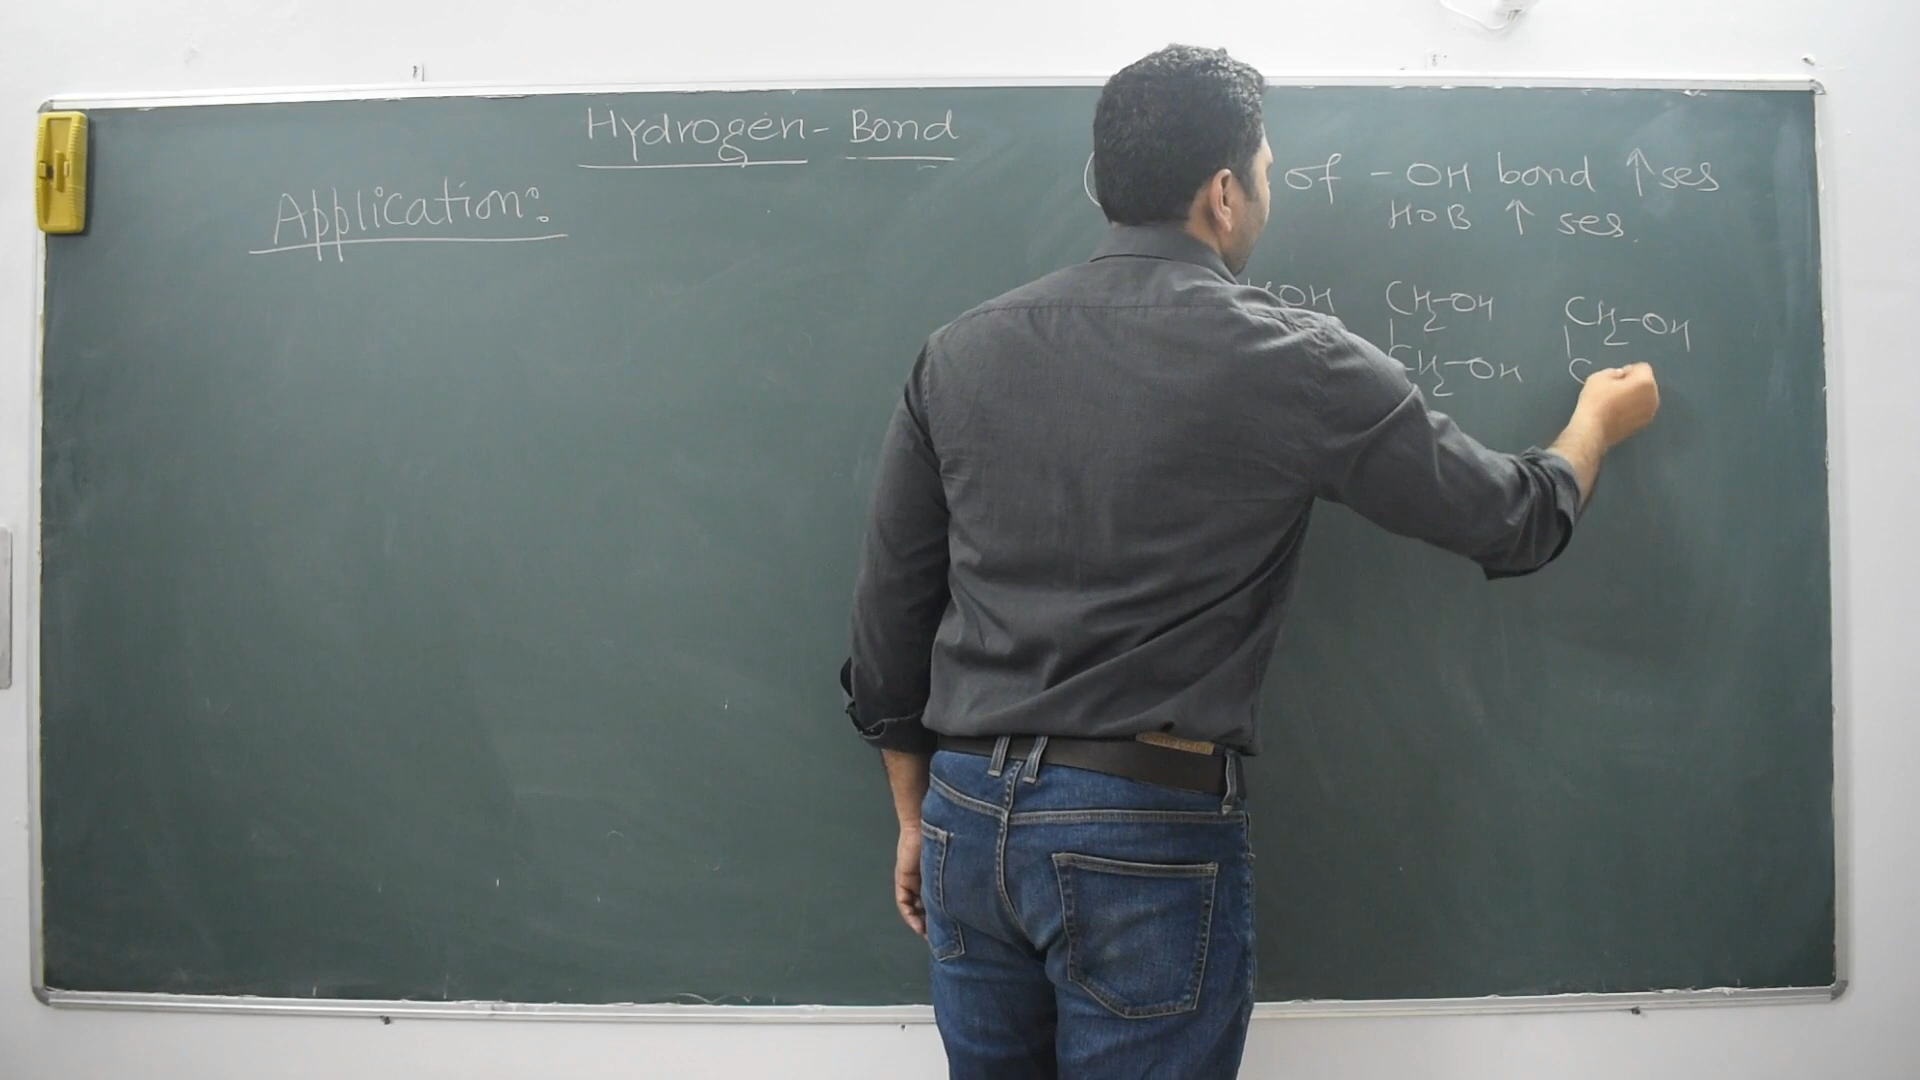 Hydrogen - Bond
Application:
of - OH bond ↑ses
HOB ↑ ses.
OH CH2-OH CH2-OH
CH2-OH C